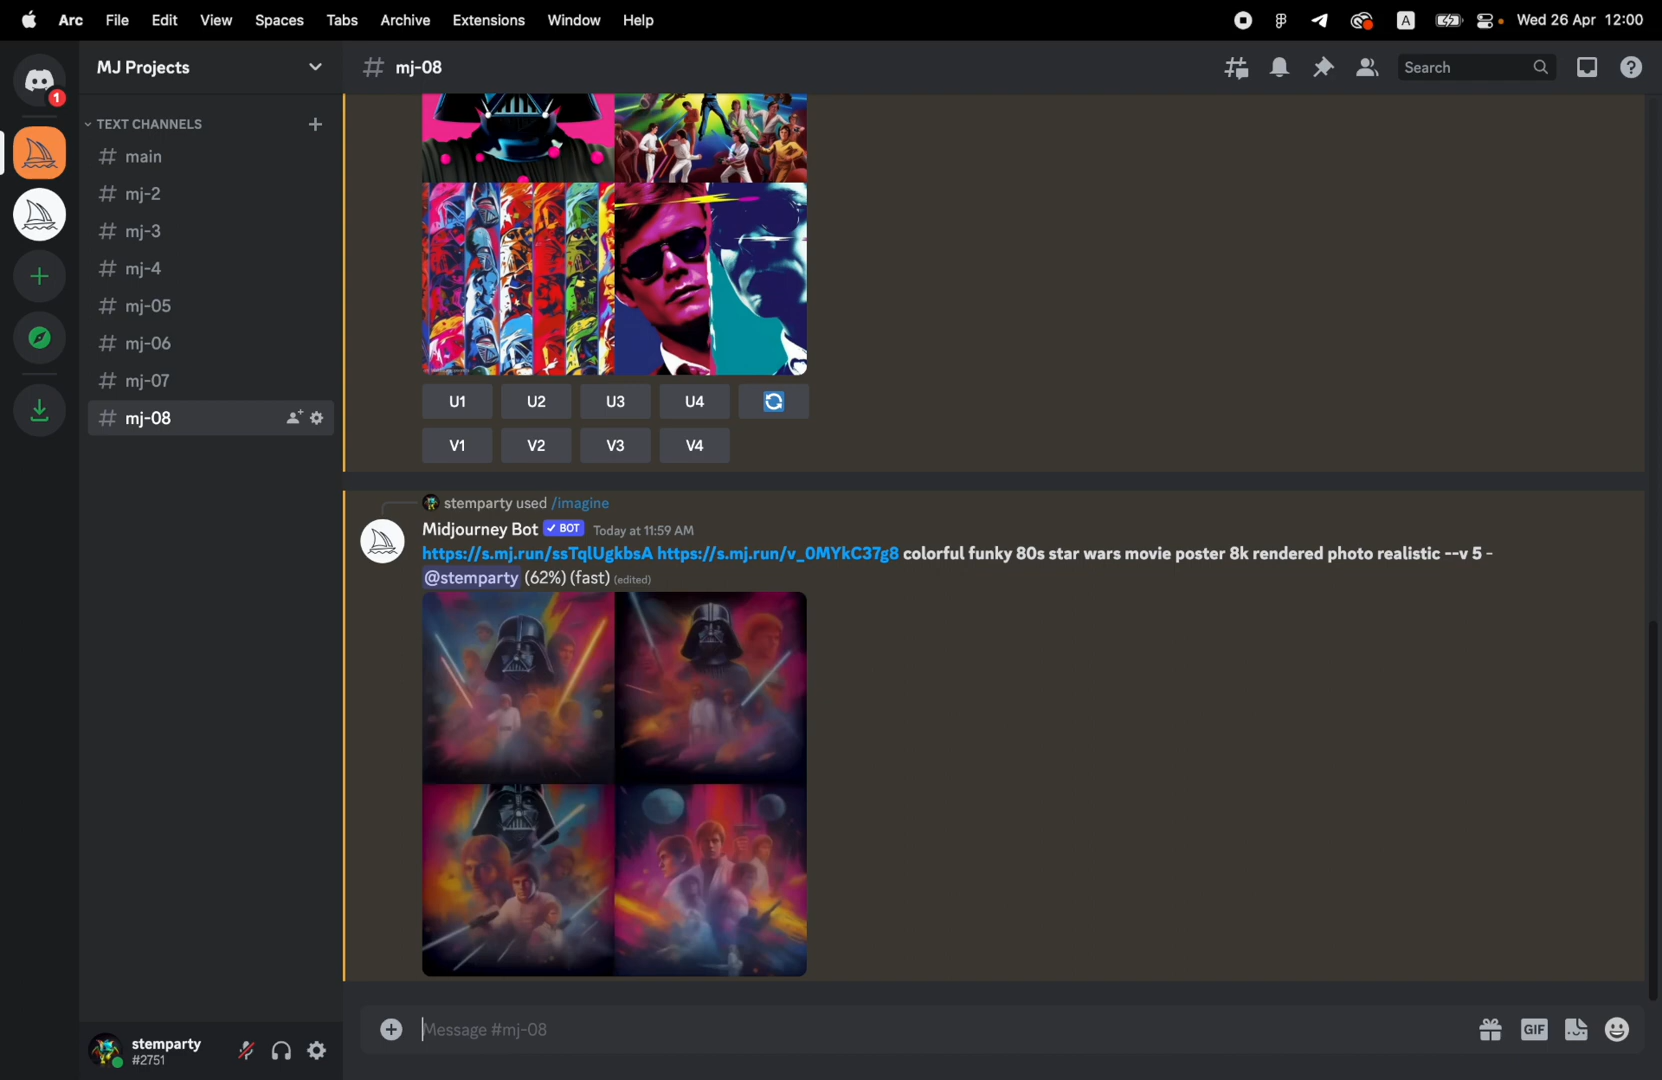 Arc File Edit View Spaces Tabs Archive Extensions Window Help A Wed 26 Apr 12:00
MJ Projects
# mj-08
Search
1
TEXT CHANNELS
# main
# mj-2
# mj-3
# mj-4
# mj-05
# mj-06
# mj-07
# mj-08
U1 U2 U3 U4
V1 V2 V3 V4
stemparty used /imagine
Midjourney Bot ✓ BOT Today at 11:59 AM
https://s.mj.run/ssTqlUgkbsA https://s.mj.run/v_0MYkC37g8 colorful funky 80s star wars movie poster 8k rendered photo realistic --v 5 -
@stemparty (62%) (fast) (edited)
Message #mj-08
GIF
stemparty
#2751